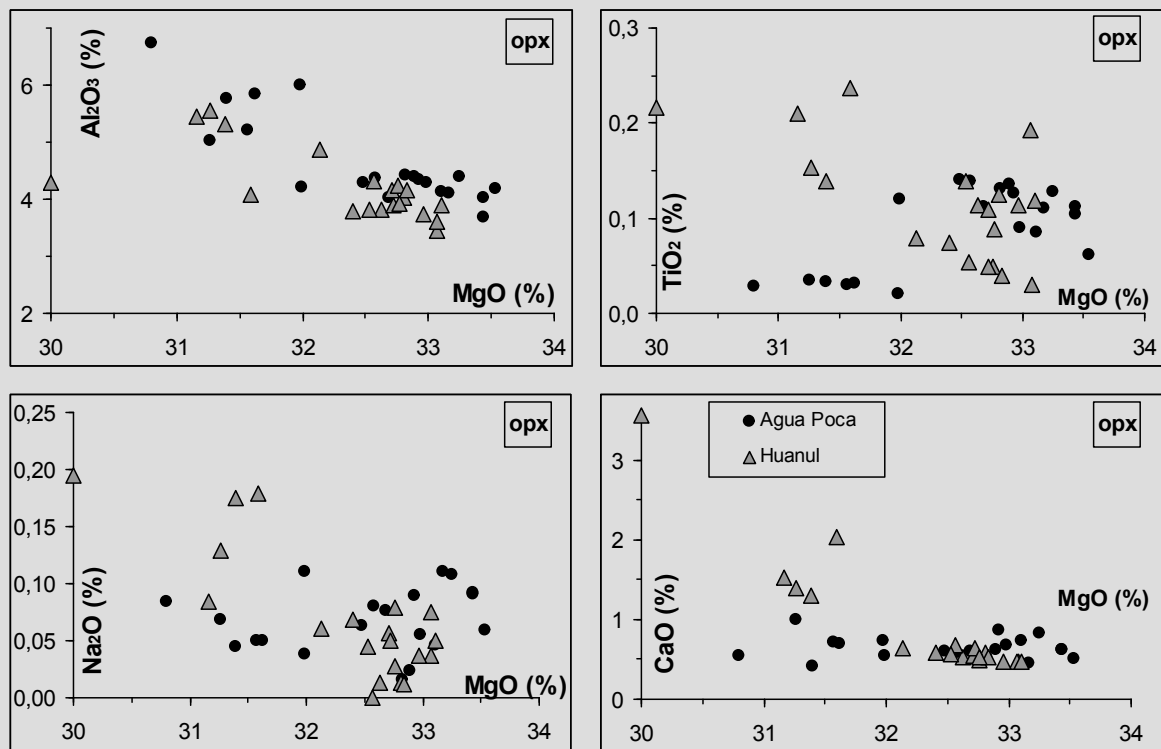 Al₂O₃ (%)
opx
6
4
2
MgO (%)
30
31
32
33
34
0,3
TiO₂ (%)
opx
0,2
0,1
0,0
MgO (%)
30
31
32
33
34
0,25
Na₂O (%)
opx
0,20
0,15
0,10
0,05
0,00
MgO (%)
30
31
32
33
34
CaO (%)
Agua Poca
Huanul
opx
3
2
1
0
MgO (%)
30
31
32
33
34